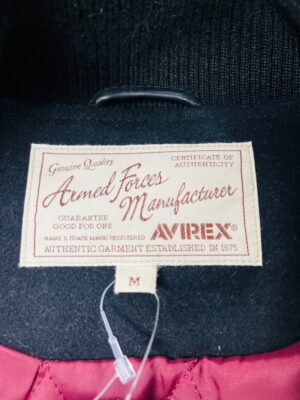 Genuine Quality
CERTIFICATE OF
AUTHENTICITY
Armed Forces
Manufacturer
GUARANTEE
GOOD FOR ONE
NAME & TRADE MARK REGISTERED
AVIREX®
AUTHENTIC GARMENT ESTABLISHED IN 1975
M